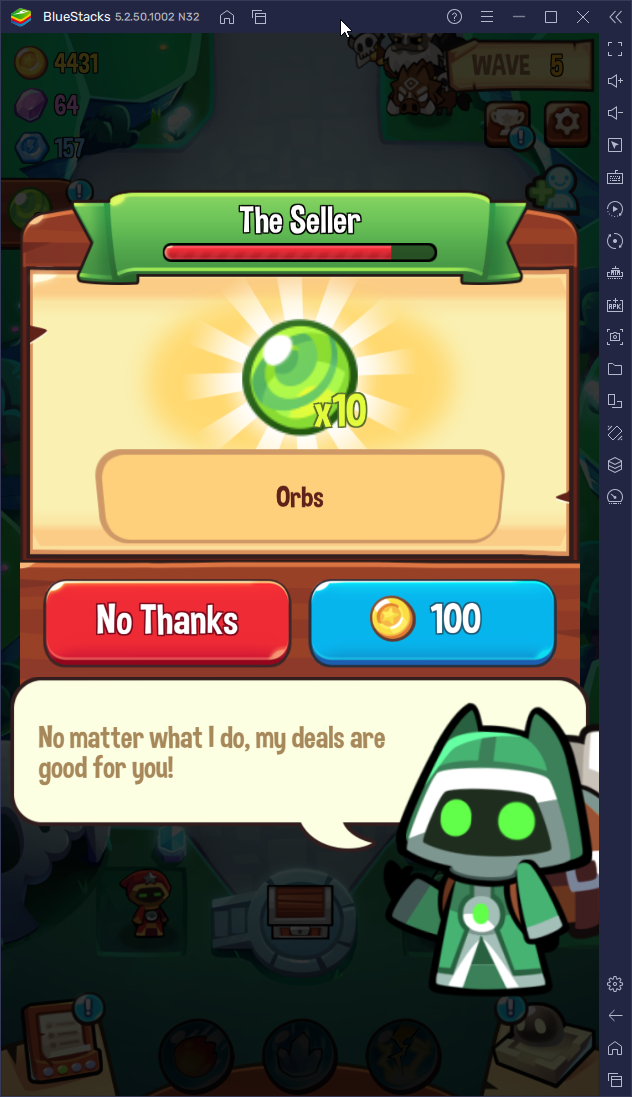 BlueStacks 5.2.50.1002 N32
4431
WAVE 5
64
157
The Seller
x10
Orbs
No Thanks
100
No matter what I do, my deals are
good for you!
APK